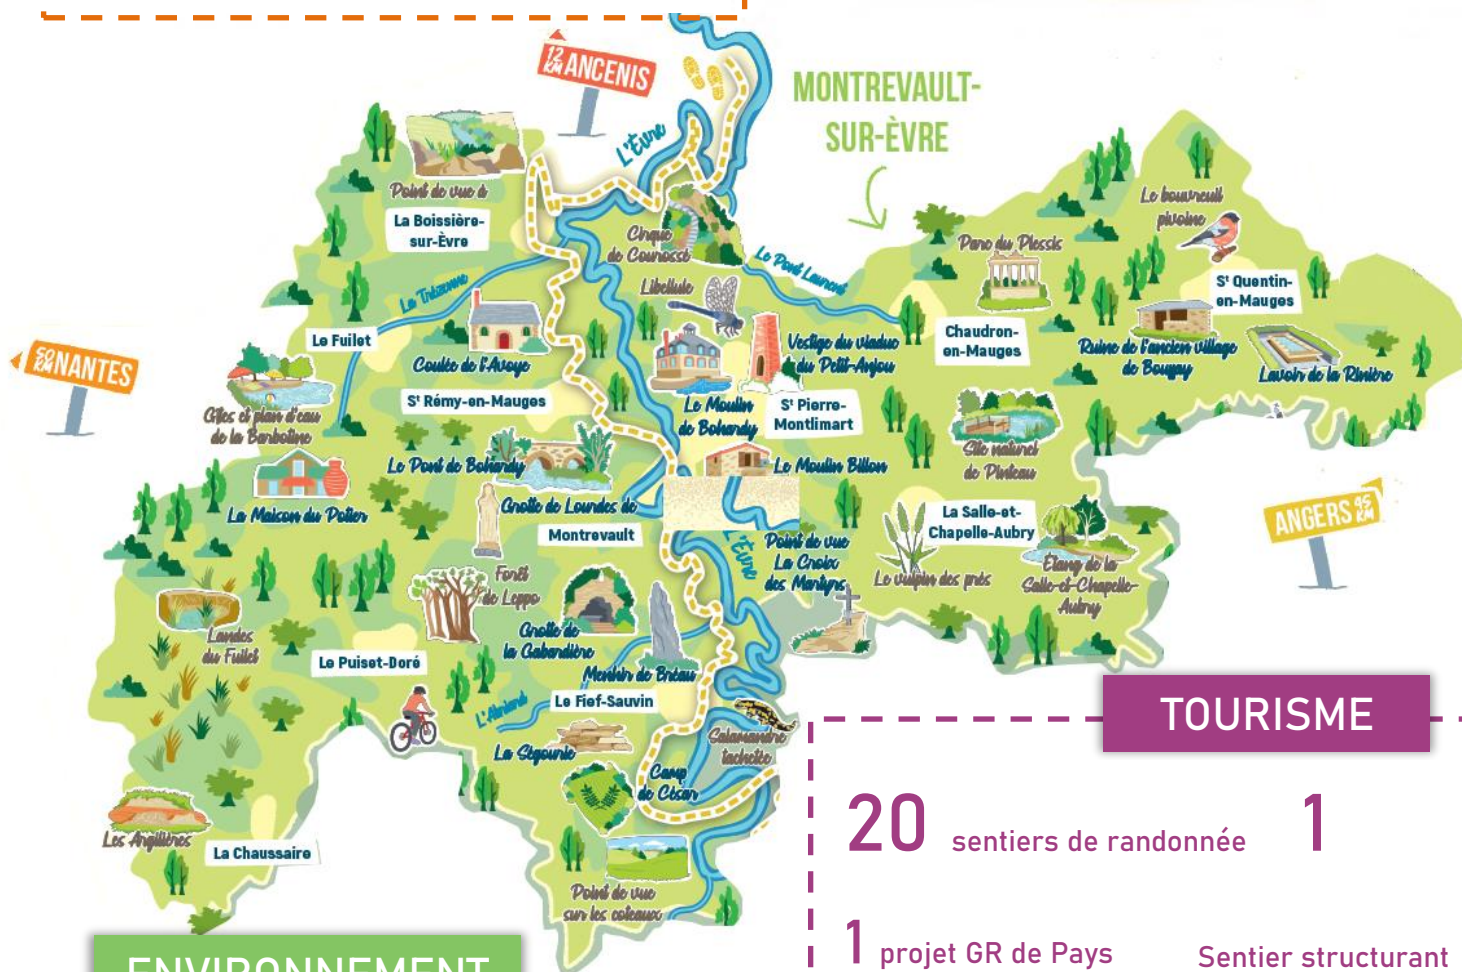 12 KM ANCENIS
MONTREVAULT-
SUR-ÈVRE
L'Èvre
Point de vue à
La Boissière-
sur-Èvre
Cirque
de Courossé
Le Pont Laurent
Le bouvreuil
pivoine
Parc du Plessis
St Quentin-
en-Mauges
La Trézenne
Libellule
Le Fuilet
Coulée de l'Avoye
Vestige du viaduc
du Petit-Anjou
Chaudron-
en-Mauges
Ruine de l'ancien village
de Bouzay
Lavoir de la Rinière
50 KM NANTES
Gîtes et plan d'eau
de la Barbotine
St Rémy-en-Mauges
Le Moulin
de Bohardy
St Pierre-
Montlimart
Site naturel
de Pinteau
Le Pont de Bohardy
Le Moulin Billon
La Maison du Potier
Grotte de Lourdes de
Montrevault
L'Èvre
Point de vue
La Croix
des Martyrs
La Salle-et-
Chapelle-Aubry
Le vulpin des prés
Étang de la
Salle-et-Chapelle-
Aubry
ANGERS 45 KM
Forêt
de Leppo
Landes
du Fuilet
Grotte de
la Gabardière
Menhir de Bréau
Le Puiset-Doré
Le Fief-Sauvin
La Ségourie
Salamandre
tachetée
Camp
de César
Les Argilières
La Chaussaire
Point de vue
sur les coteaux
TOURISME
20 sentiers de randonnée 1
1 projet GR de Pays Sentier structurant
ENVIRONNEMENT